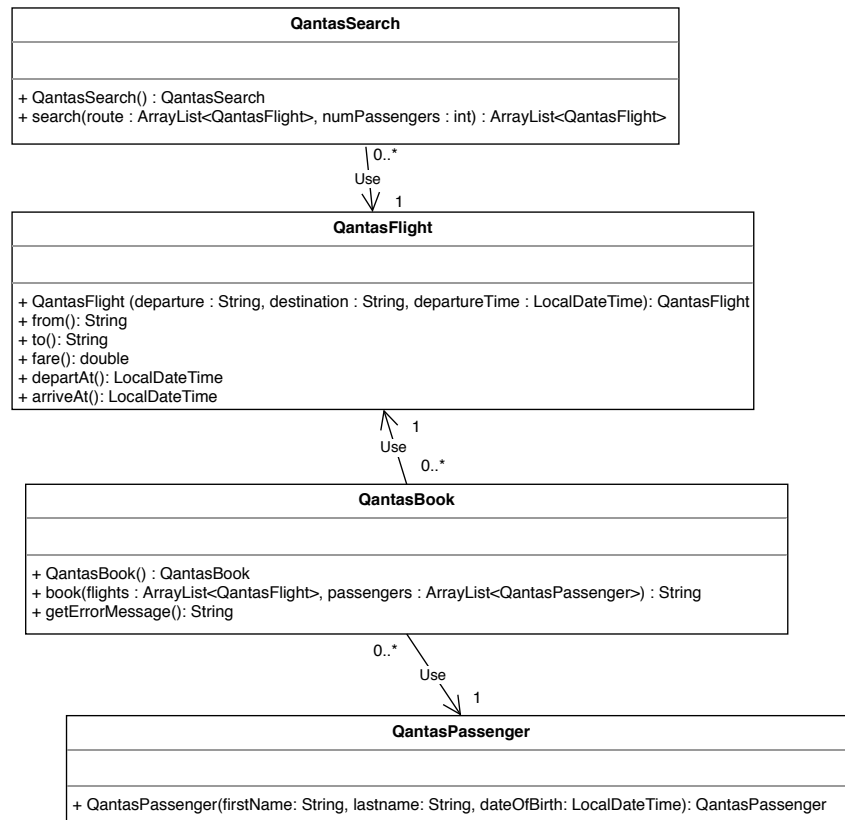 QantasSearch
+ QantasSearch() : QantasSearch
+ search(route : ArrayList<QantasFlight>, numPassengers : int) : ArrayList<QantasFlight>
0..*
Use
1
QantasFlight
+ QantasFlight (departure : String, destination : String, departureTime : LocalDateTime): QantasFlight
+ from(): String
+ to(): String
+ fare(): double
+ departAt(): LocalDateTime
+ arriveAt(): LocalDateTime
1
Use
0..*
QantasBook
+ QantasBook() : QantasBook
+ book(flights : ArrayList<QantasFlight>, passengers : ArrayList<QantasPassenger>) : String
+ getErrorMessage(): String
0..*
Use
1
QantasPassenger
+ QantasPassenger(firstName: String, lastname: String, dateOfBirth: LocalDateTime): QantasPassenger